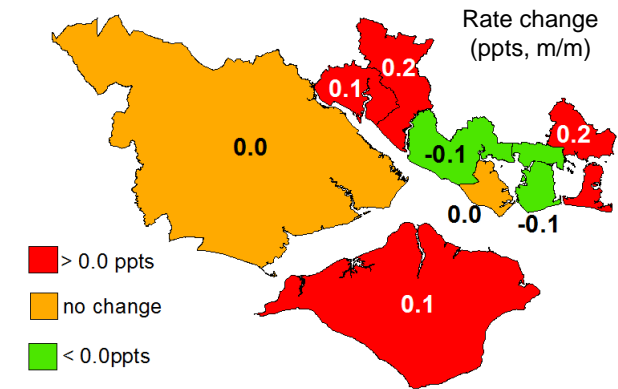 Rate change
(ppts, m/m)
0.2
0.1
0.2
0.0
-0.1
0.0
-0.1
> 0.0 ppts
no change
0.1
< 0.0ppts